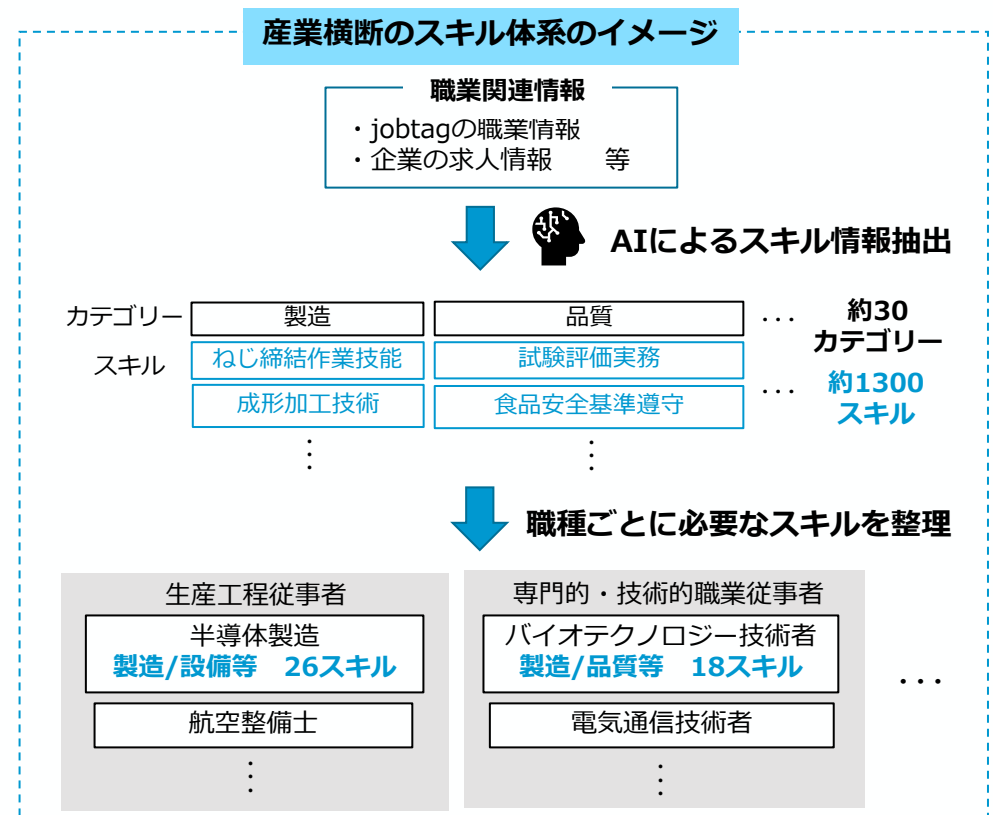 産業横断のスキル体系のイメージ
職業関連情報
・jobtagの職業情報
・企業の求人情報　等
AIによるスキル情報抽出
カテゴリー 製造 品質 ... 約30
カテゴリー
スキル ねじ締結作業技能 試験評価実務
成形加工技術 食品安全基準遵守 ... 約1300
スキル
⋮ ⋮
職種ごとに必要なスキルを整理
生産工程従事者
半導体製造
製造/設備等　26スキル
航空整備士
⋮
専門的・技術的職業従事者
バイオテクノロジー技術者
製造/品質等　18スキル
電気通信技術者
⋮
...